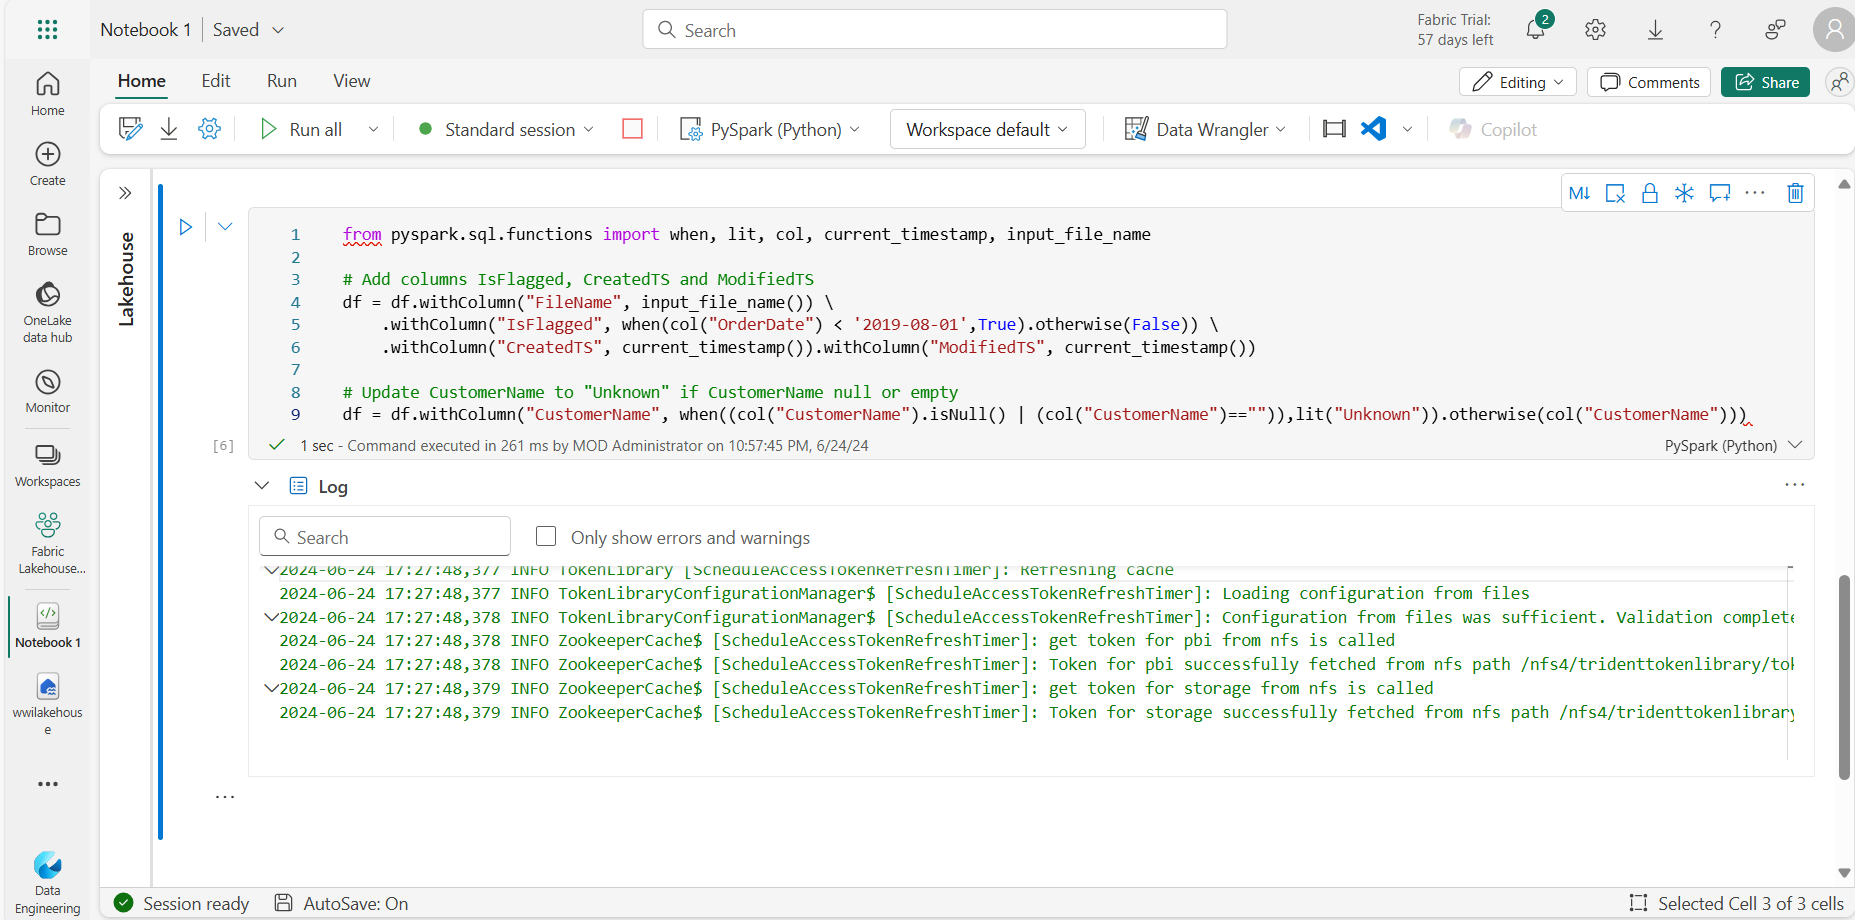 Notebook 1
Saved
Search
Fabric Trial:
57 days left
2
Home
Edit
Run
View
Editing
Comments
Share
Run all
Standard session
PySpark (Python)
Workspace default
Data Wrangler
Copilot
Home
Create
Browse
OneLake
data hub
Monitor
Workspaces
Fabric
Lakehouse...
Notebook 1
wwilakehous
e
...
Data
Engineering
Lakehouse
M↓
1 from pyspark.sql.functions import when, lit, col, current_timestamp, input_file_name
2
3 # Add columns IsFlagged, CreatedTS and ModifiedTS
4 df = df.withColumn("FileName", input_file_name()) \
5 .withColumn("IsFlagged", when(col("OrderDate") < '2019-08-01',True).otherwise(False)) \
6 .withColumn("CreatedTS", current_timestamp()).withColumn("ModifiedTS", current_timestamp())
7
8 # Update CustomerName to "Unknown" if CustomerName null or empty
9 df = df.withColumn("CustomerName", when((col("CustomerName").isNull() | (col("CustomerName")=="")),lit("Unknown")).otherwise(col("CustomerName")))
[6]
1 sec - Command executed in 261 ms by MOD Administrator on 10:57:45 PM, 6/24/24
PySpark (Python)
Log
...
Search
Only show errors and warnings
2024-06-24 17:27:48,377 INFO TokenLibrary [ScheduleAccessTokenRefreshTimer]: Refreshing cache
2024-06-24 17:27:48,377 INFO TokenLibraryConfigurationManager$ [ScheduleAccessTokenRefreshTimer]: Loading configuration from files
2024-06-24 17:27:48,378 INFO TokenLibraryConfigurationManager$ [ScheduleAccessTokenRefreshTimer]: Configuration from files was sufficient. Validation complete
2024-06-24 17:27:48,378 INFO ZookeeperCache$ [ScheduleAccessTokenRefreshTimer]: get token for pbi from nfs is called
2024-06-24 17:27:48,378 INFO ZookeeperCache$ [ScheduleAccessTokenRefreshTimer]: Token for pbi successfully fetched from nfs path /nfs4/tridenttokenlibrary/tok
2024-06-24 17:27:48,379 INFO ZookeeperCache$ [ScheduleAccessTokenRefreshTimer]: get token for storage from nfs is called
2024-06-24 17:27:48,379 INFO ZookeeperCache$ [ScheduleAccessTokenRefreshTimer]: Token for storage successfully fetched from nfs path /nfs4/tridenttokenlibrary
...
Session ready
AutoSave: On
Selected Cell 3 of 3 cells